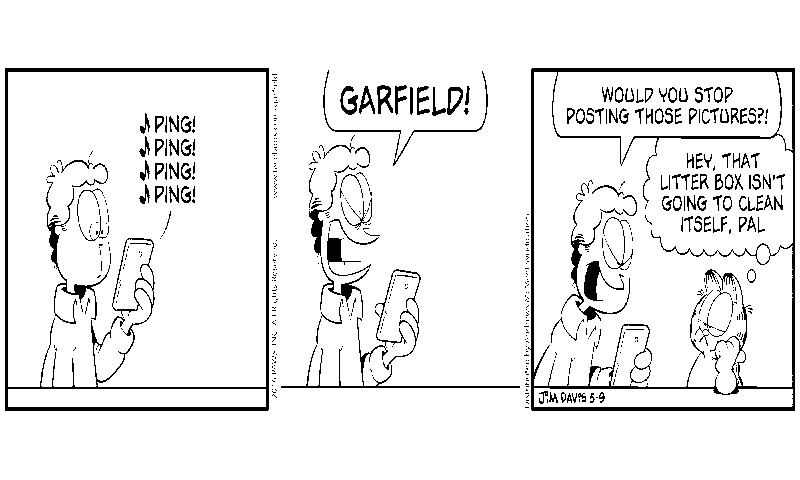 ♪ PING!
♪ PING!
♪ PING!
♪ PING!
GARFIELD!
WOULD YOU STOP
POSTING THOSE PICTURES?!
HEY, THAT
LITTER BOX ISN'T
GOING TO CLEAN
ITSELF, PAL
JIM DAVIS 5-9